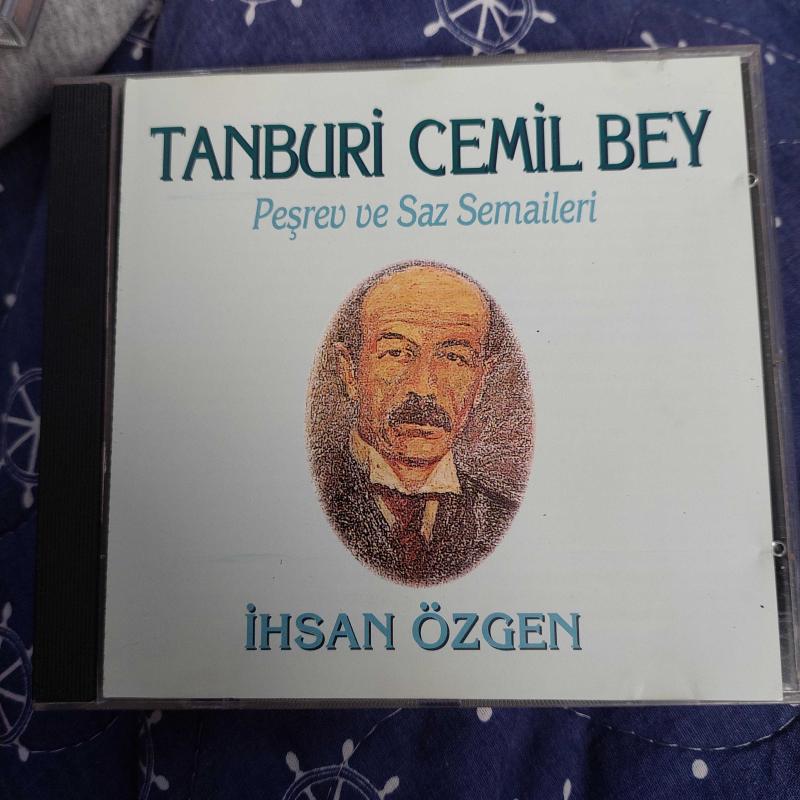 TANBURİ CEMİL BEY
Peşrev ve Saz Semaileri
İHSAN ÖZGEN